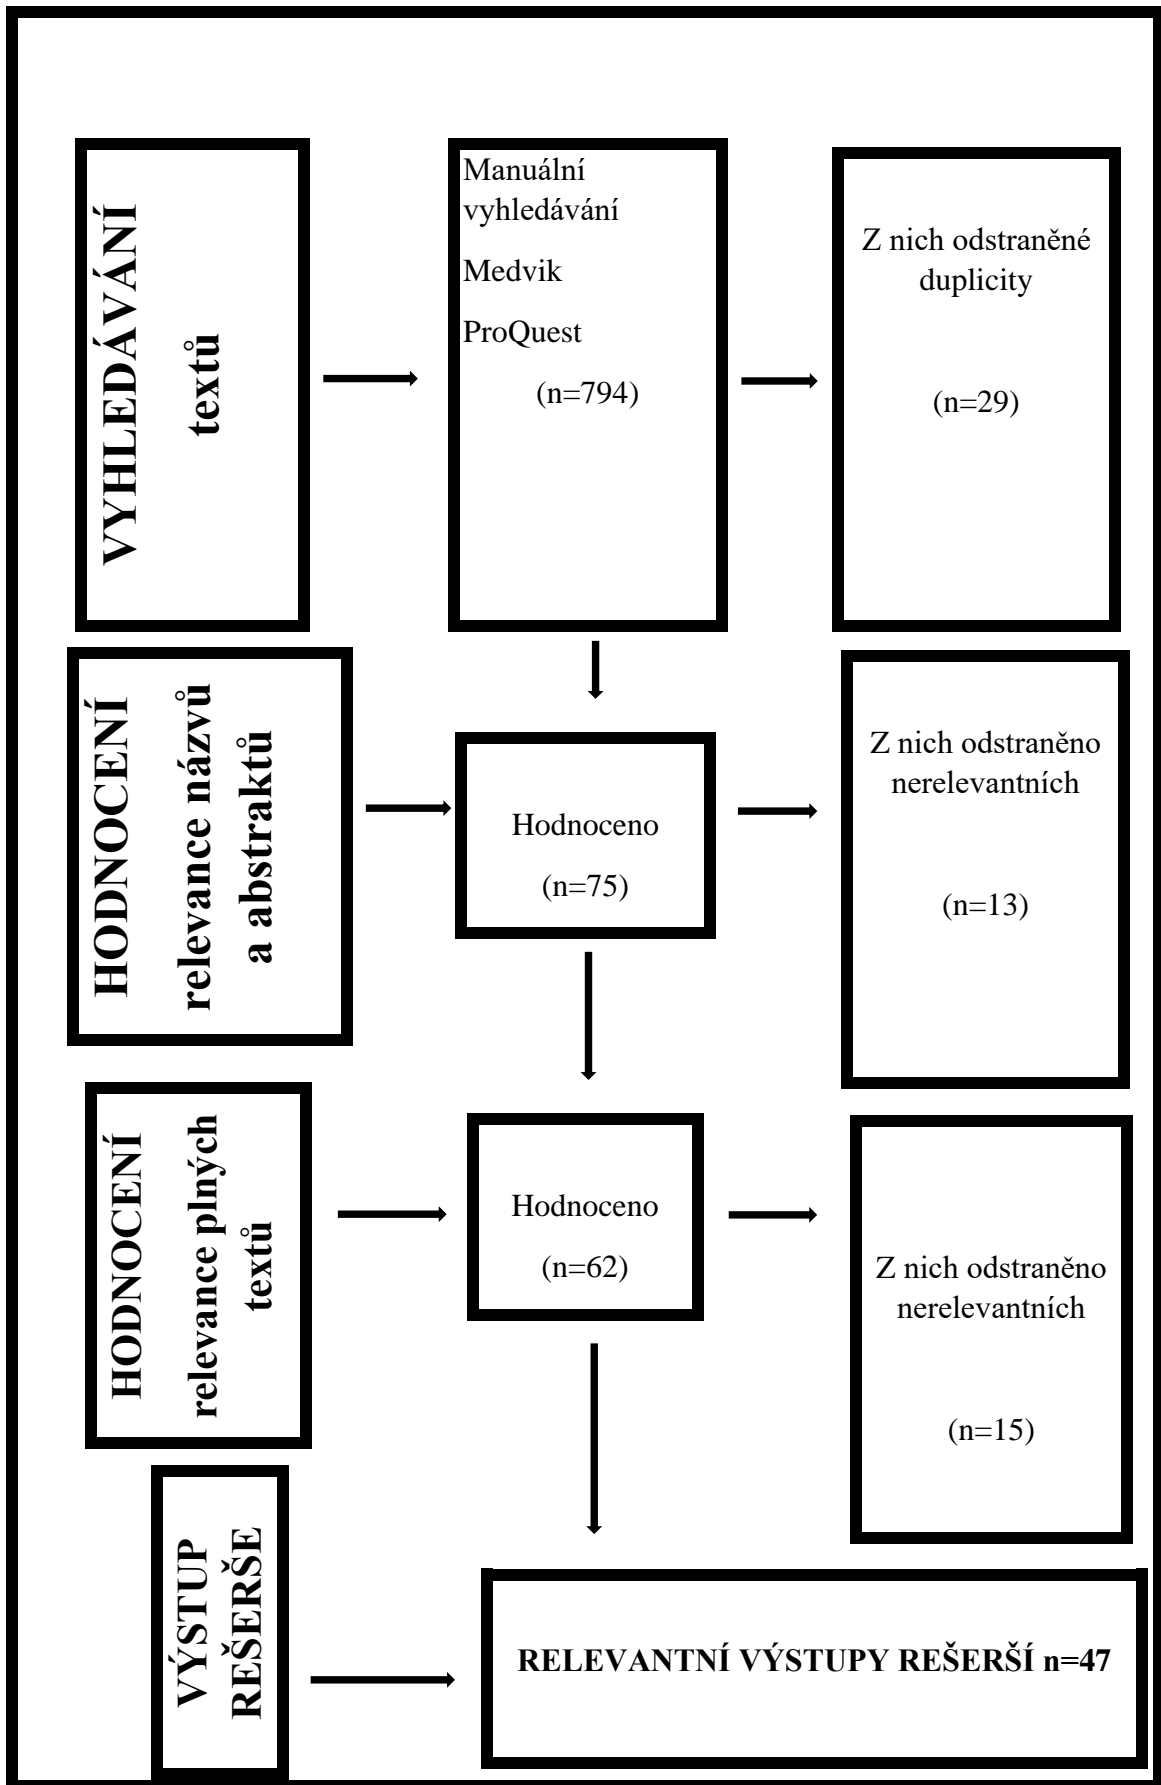 VYHLEDÁVÁNÍ
textů
Manuální
vyhledávání
Medvik
ProQuest
(n=794)
Z nich odstraněné
duplicity
(n=29)
HODNOCENÍ
relevance názvů
a abstraktů
Hodnoceno
(n=75)
Z nich odstraněno
nerelevantních
(n=13)
HODNOCENÍ
relevance plných
textů
Hodnoceno
(n=62)
Z nich odstraněno
nerelevantních
(n=15)
VÝSTUP
REŠERŠE
RELEVANTNÍ VÝSTUPY REŠERŠÍ n=47